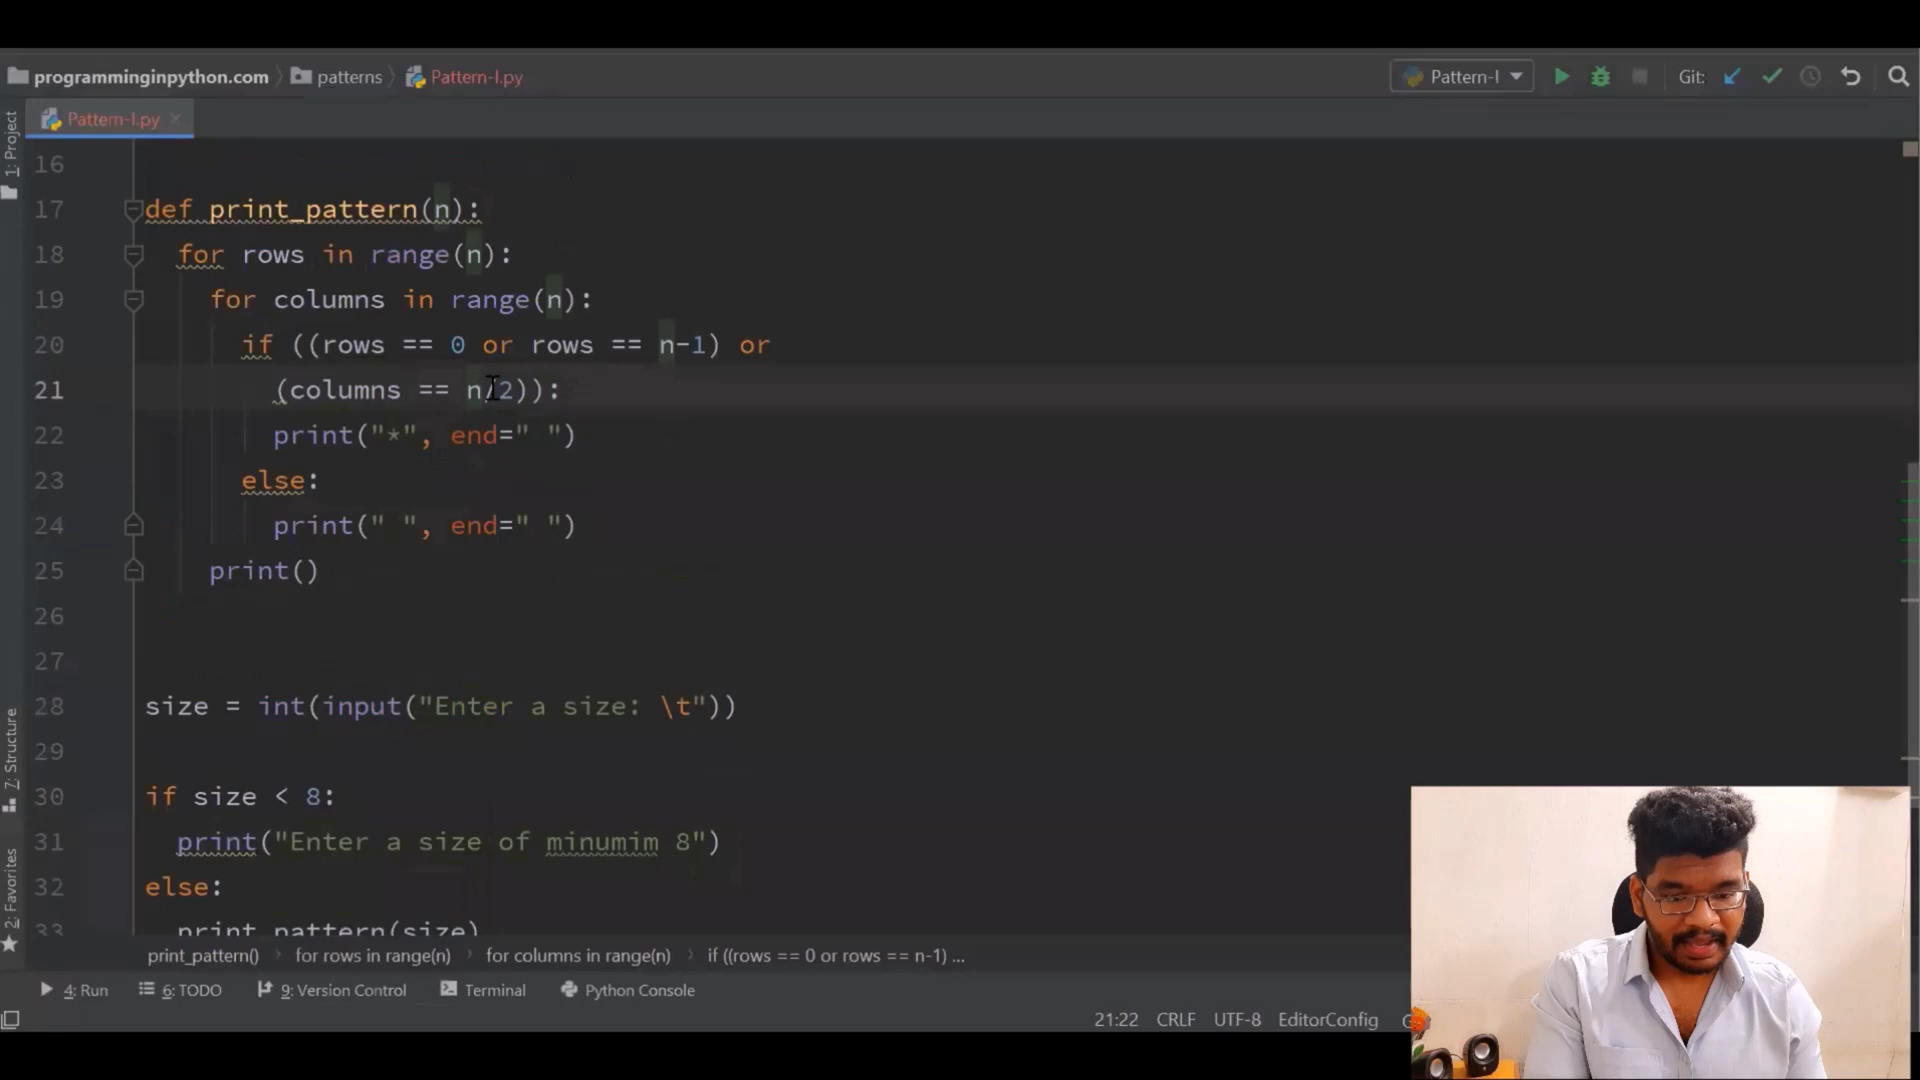 programminginpython.com patterns Pattern-I.py Pattern-I Git:
Pattern-I.py
1: Project
16
17 def print_pattern(n):
18 for rows in range(n):
19 for columns in range(n):
20 if ((rows == 0 or rows == n-1) or
21 (columns == n/2)):
22 print("*", end=" ")
23 else:
24 print(" ", end=" ")
25 print()
26
27
28 size = int(input("Enter a size: \t"))
29
30 if size < 8:
31 print("Enter a size of minumim 8")
32 else:
33 print_pattern(size)
7: Structure
2: Favorites
print_pattern() for rows in range(n) for columns in range(n) if ((rows == 0 or rows == n-1) ...
4: Run 6: TODO 9: Version Control Terminal Python Console
21:22 CRLF UTF-8 EditorConfig